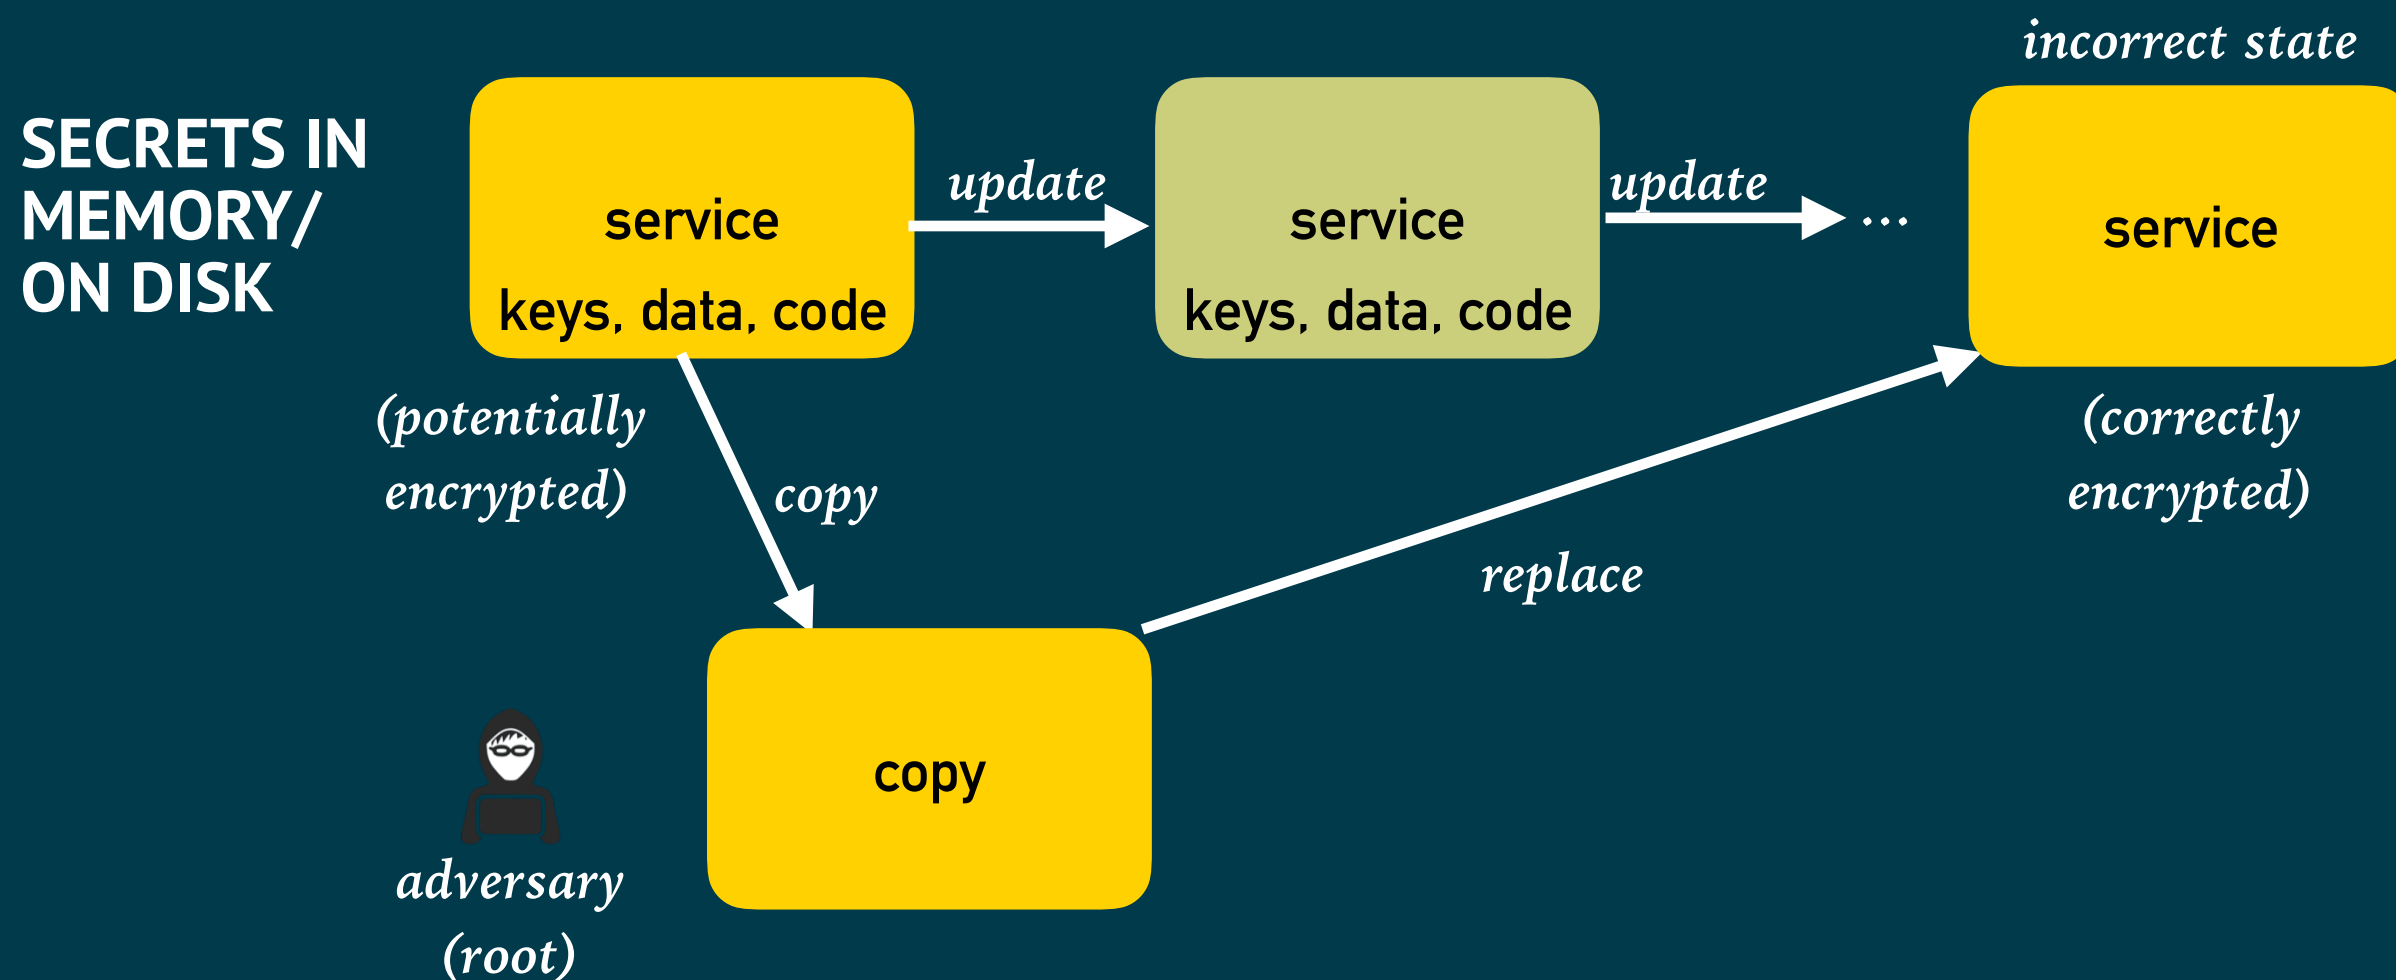 incorrect state
SECRETS IN
MEMORY/
ON DISK
service
keys, data, code
update
service
keys, data, code
update
...
service
(potentially
encrypted)
copy
(correctly
encrypted)
replace
copy
adversary
(root)